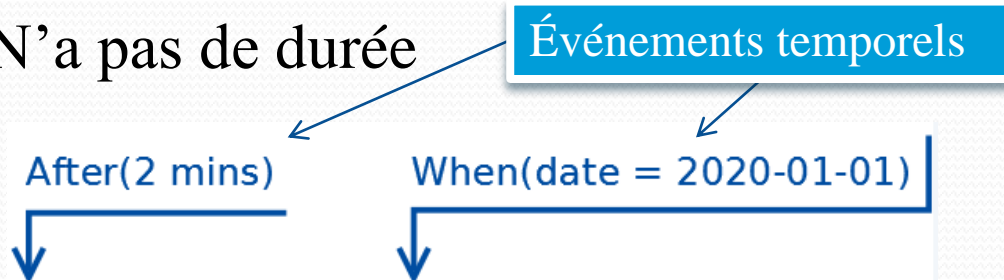 N’a pas de durée
Événements temporels
After(2 mins)
When(date = 2020-01-01)